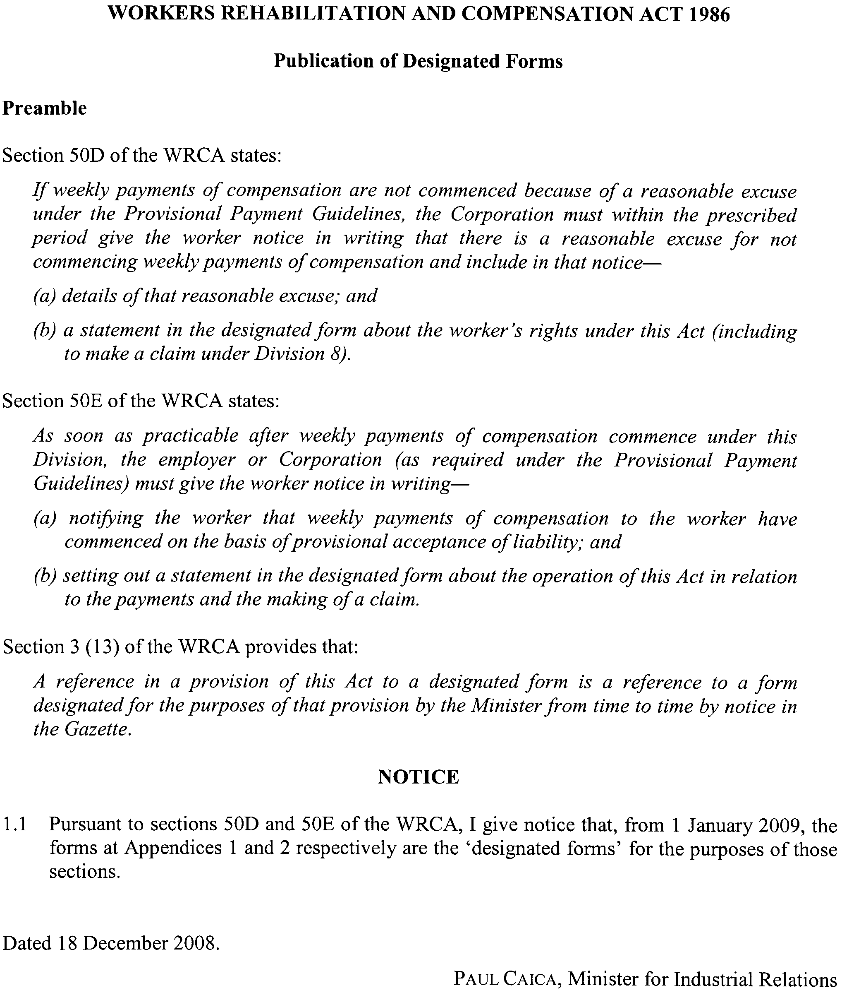 WORKERS REHABILITATION AND COMPENSATION ACT 1986
Publication of Designated Forms
Preamble
Section 50D of the WRCA states:
If weekly payments of compensation are not commenced because of a reasonable excuse
under the Provisional Payment Guidelines, the Corporation must within the prescribed
period give the worker notice in writing that there is a reasonable excuse for not
commencing weekly payments of compensation and include in that notice—
(a) details of that reasonable excuse; and
(b) a statement in the designated form about the worker's rights under this Act (including
to make a claim under Division 8).
Section 50E of the WRCA states:
As soon as practicable after weekly payments of compensation commence under this
Division, the employer or Corporation (as required under the Provisional Payment
Guidelines) must give the worker notice in writing—
(a) notifying the worker that weekly payments of compensation to the worker have
commenced on the basis of provisional acceptance of liability; and
(b) setting out a statement in the designated form about the operation of this Act in relation
to the payments and the making of a claim.
Section 3 (13) of the WRCA provides that:
A reference in a provision of this Act to a designated form is a reference to a form
designated for the purposes of that provision by the Minister from time to time by notice in
the Gazette.
NOTICE
1.1 Pursuant to sections 50D and 50E of the WRCA, I give notice that, from 1 January 2009, the
forms at Appendices 1 and 2 respectively are the ‘designated forms’ for the purposes of those
sections.
Dated 18 December 2008.
PAUL CAICA, Minister for Industrial Relations